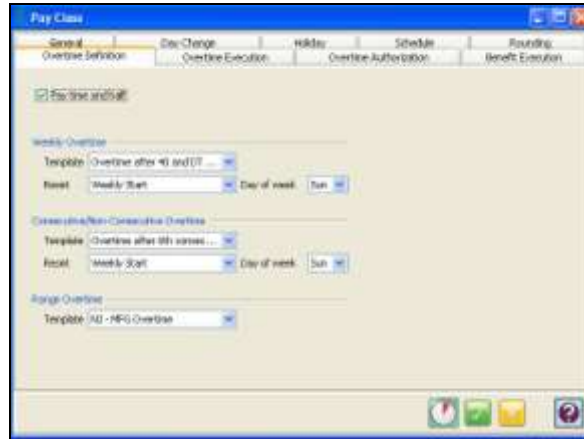 Pay Class
General Day Change Holiday Schedule Rounding
Overtime Definition Overtime Execution Overtime Authorization Benefit Execution
Pay time and half
Weekly Overtime
Template Overtime after 40 and DT ...
Reset Weekly Start Day of week Sun
Consecutive/Non-Consecutive Overtime
Template Overtime after 6th consec...
Reset Weekly Start Day of week Sun
Range Overtime
Template - MFG Overtime
?